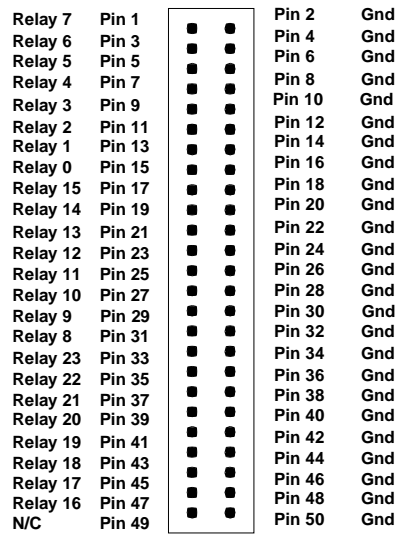 Relay 7 Pin 1 Pin 2 Gnd
Relay 6 Pin 3 Pin 4 Gnd
Relay 5 Pin 5 Pin 6 Gnd
Relay 4 Pin 7 Pin 8 Gnd
Relay 3 Pin 9 Pin 10 Gnd
Relay 2 Pin 11 Pin 12 Gnd
Relay 1 Pin 13 Pin 14 Gnd
Relay 0 Pin 15 Pin 16 Gnd
Relay 15 Pin 17 Pin 18 Gnd
Relay 14 Pin 19 Pin 20 Gnd
Relay 13 Pin 21 Pin 22 Gnd
Relay 12 Pin 23 Pin 24 Gnd
Relay 11 Pin 25 Pin 26 Gnd
Relay 10 Pin 27 Pin 28 Gnd
Relay 9 Pin 29 Pin 30 Gnd
Relay 8 Pin 31 Pin 32 Gnd
Relay 23 Pin 33 Pin 34 Gnd
Relay 22 Pin 35 Pin 36 Gnd
Relay 21 Pin 37 Pin 38 Gnd
Relay 20 Pin 39 Pin 40 Gnd
Relay 19 Pin 41 Pin 42 Gnd
Relay 18 Pin 43 Pin 44 Gnd
Relay 17 Pin 45 Pin 46 Gnd
Relay 16 Pin 47 Pin 48 Gnd
N/C Pin 49 Pin 50 Gnd